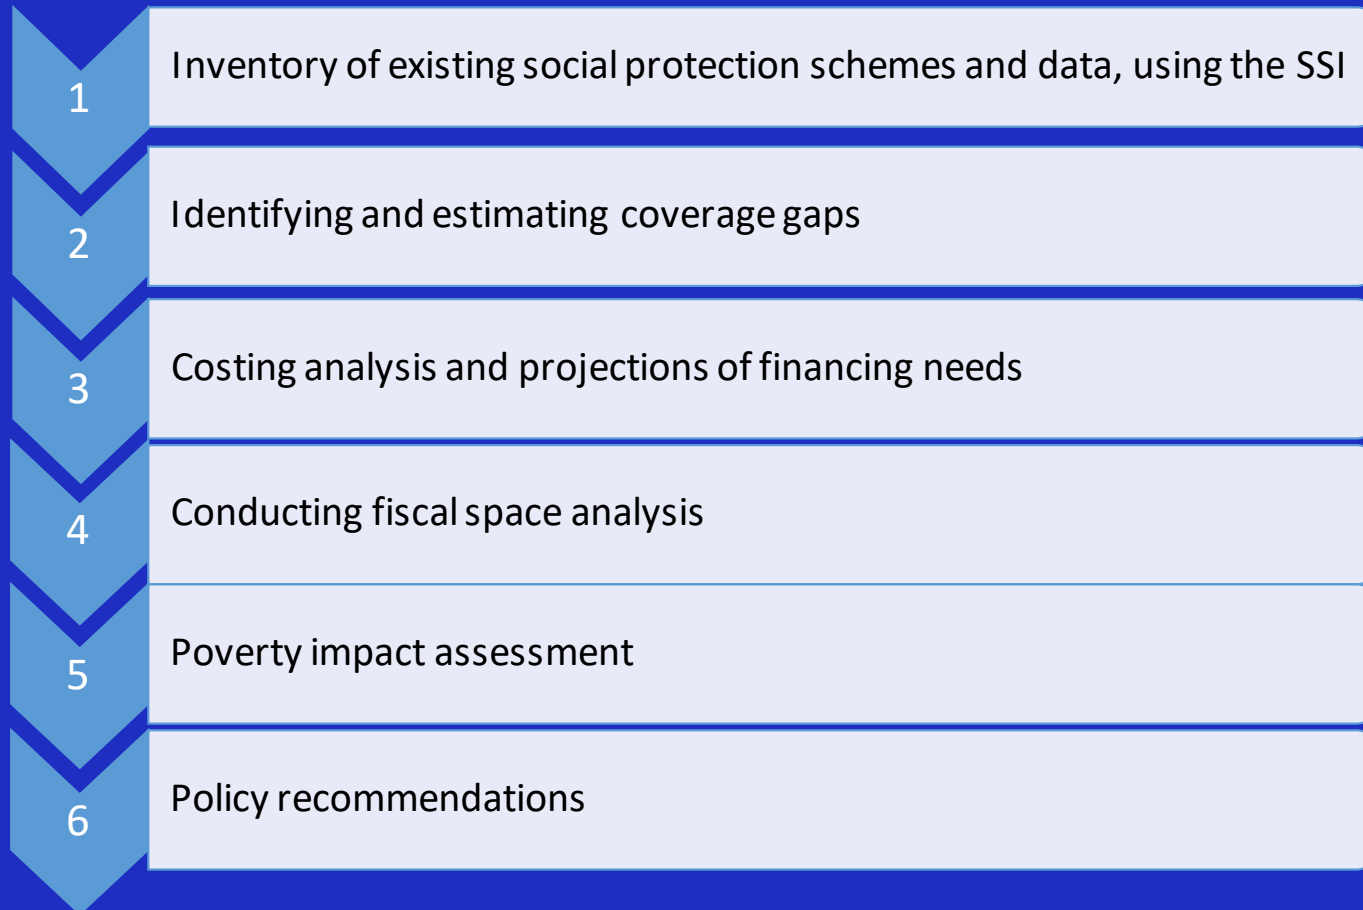 1
Inventory of existing social protection schemes and data, using the SSI
2
Identifying and estimating coverage gaps
3
Costing analysis and projections of financing needs
4
Conducting fiscal space analysis
5
Poverty impact assessment
6
Policy recommendations